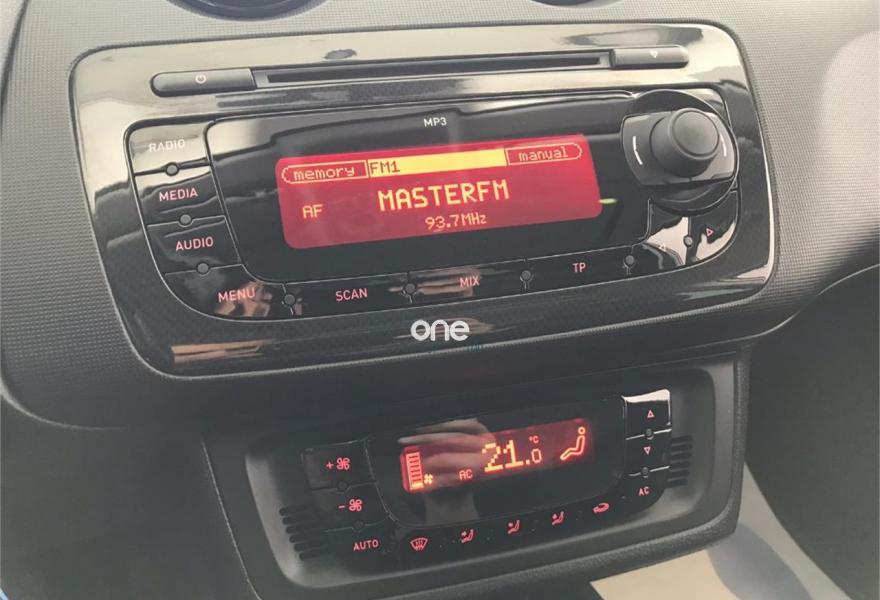 MP3
RADIO
memory FM1 manual
MEDIA
MASTERFM
AF
93.7MHz
AUDIO
MENU SCAN MIX TP
one
21.0 °C
AC
AC
AUTO